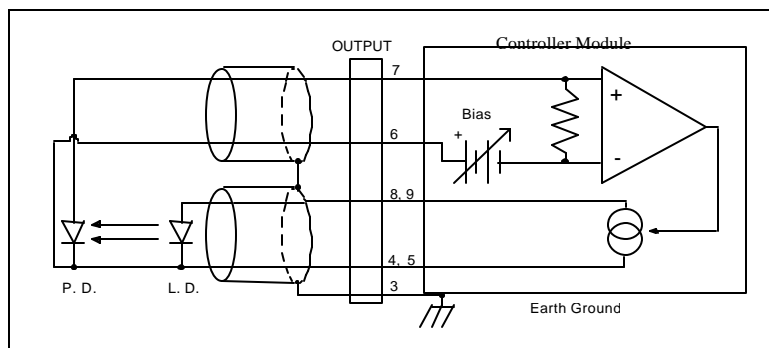 OUTPUT
Controller Module
7
+
Bias
6
+
-
8, 9
4, 5
P. D.
L. D.
3
Earth Ground